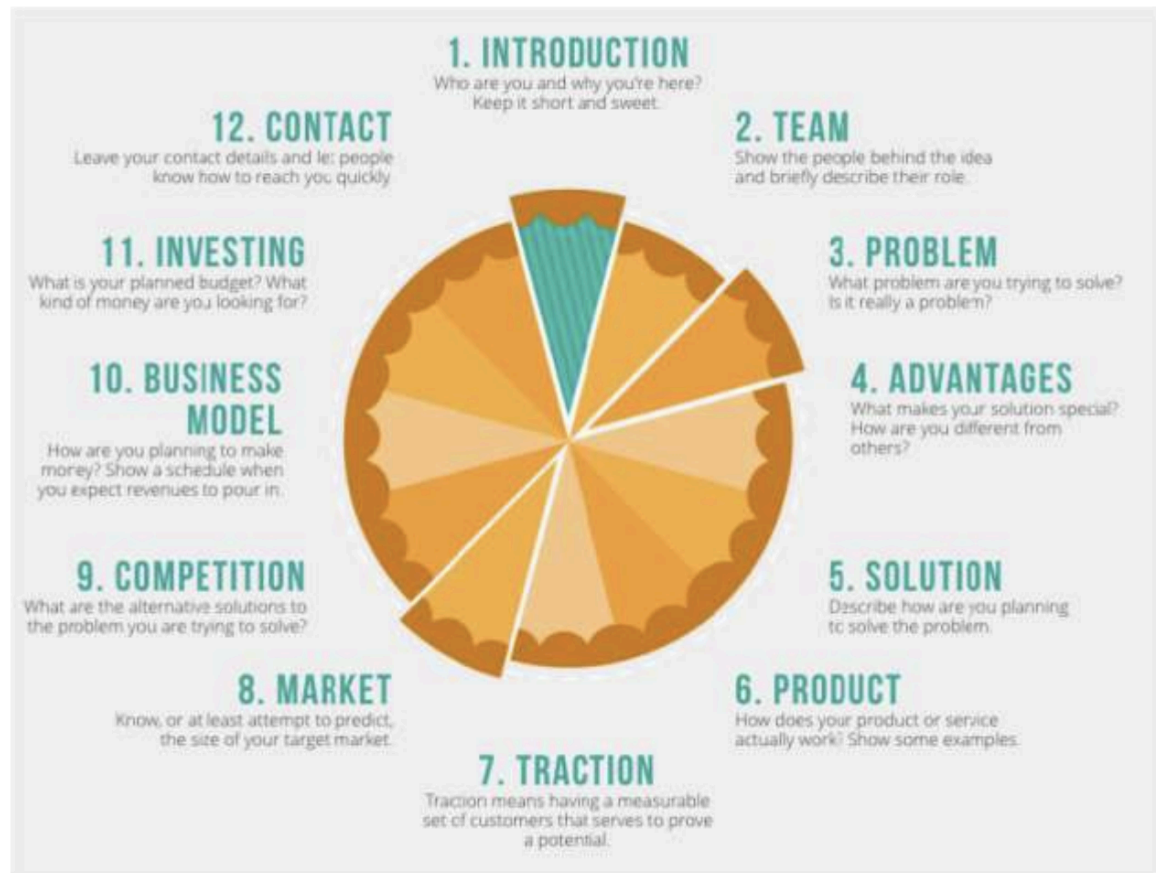 1. INTRODUCTION
Who are you and why you're here?
Keep it short and sweet.
2. TEAM
Show the people behind the idea
and briefly describe their role.
3. PROBLEM
What problem are you trying to solve?
Is it really a problem?
4. ADVANTAGES
What makes your solution special?
How are you different from
others?
5. SOLUTION
Describe how are you planning
to solve the problem.
6. PRODUCT
How does your product or service
actually work? Show some examples.
7. TRACTION
Traction means having a measurable
set of customers that serves to prove
a potential.
8. MARKET
Know, or at least attempt to predict,
the size of your target market.
9. COMPETITION
What are the alternative solutions to
the problem you are trying to solve?
10. BUSINESS
MODEL
How are you planning to make
money? Show a schedule when
you expect revenues to pour in.
11. INVESTING
What is your planned budget? What
kind of money are you looking for?
12. CONTACT
Leave your contact details and let people
know how to reach you quickly